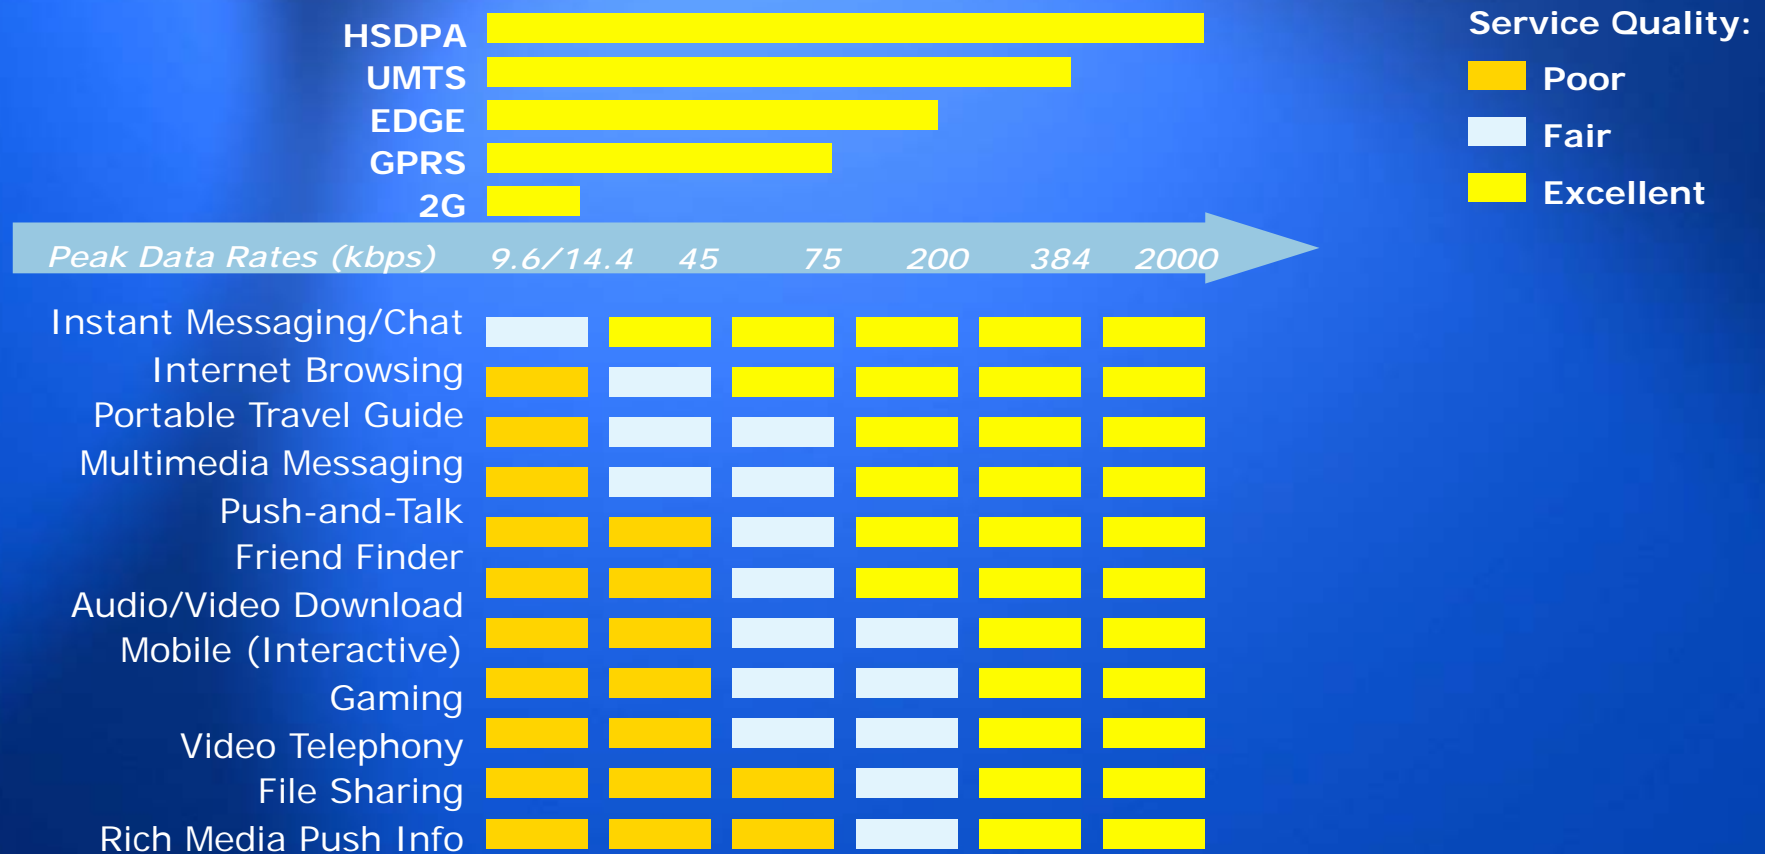 HSDPA
UMTS
EDGE
GPRS
2G
Service Quality:
Poor
Fair
Excellent
Peak Data Rates (kbps) 9.6/14.4 45 75 200 384 2000
Instant Messaging/Chat
Internet Browsing
Portable Travel Guide
Multimedia Messaging
Push-and-Talk
Friend Finder
Audio/Video Download
Mobile (Interactive)
Gaming
Video Telephony
File Sharing
Rich Media Push Info